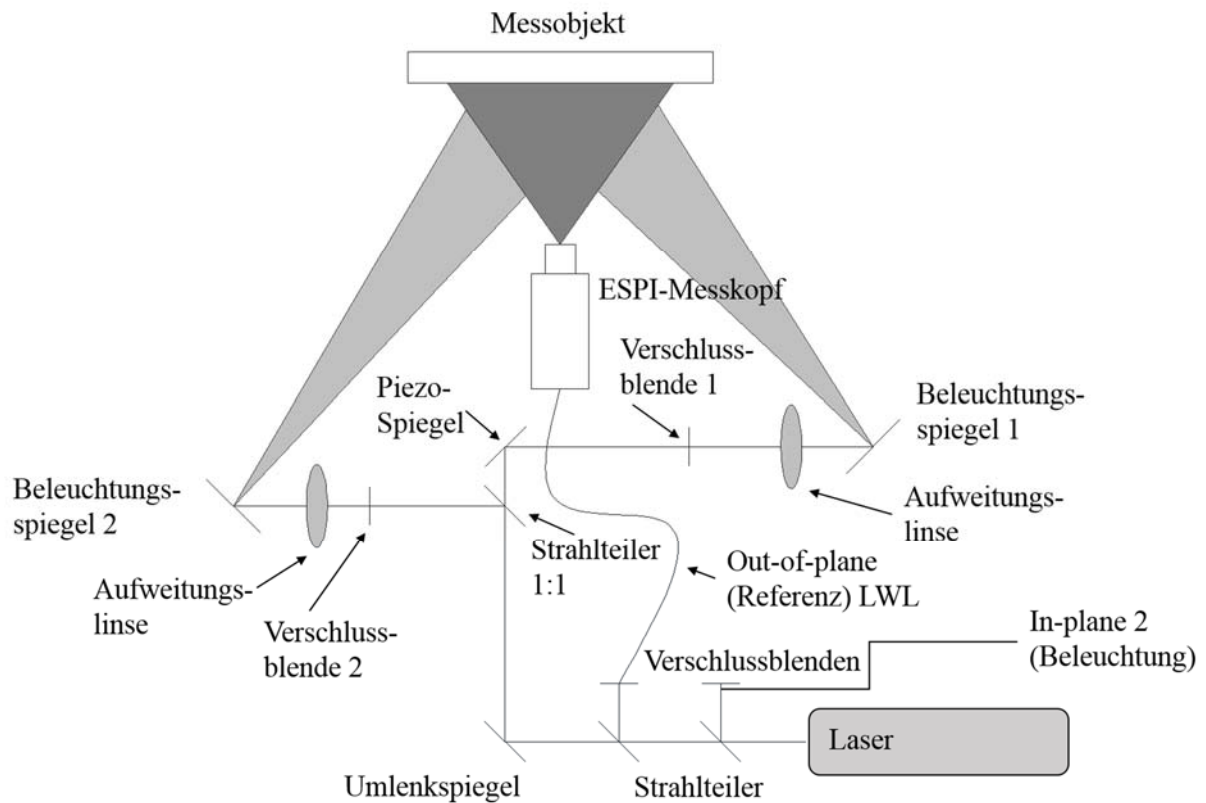 Messobjekt
ESPI-Messkopf
Verschluss-
blende 1
Piezo-
Spiegel
Beleuchtungs-
spiegel 1
Beleuchtungs-
spiegel 2
Aufweitungs-
linse
Strahlteiler
1:1
Out-of-plane
(Referenz) LWL
Aufweitungs-
linse
Verschluss-
blende 2
In-plane 2
(Beleuchtung)
Verschlussblenden
Laser
Umlenkspiegel
Strahlteiler